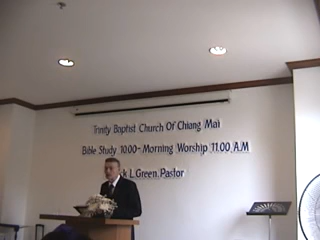 Trinity Baptist Church Of Chiang Mai
Bible Study 10:00- Morning Worship 11:00 A.M
L. Green, Pastor